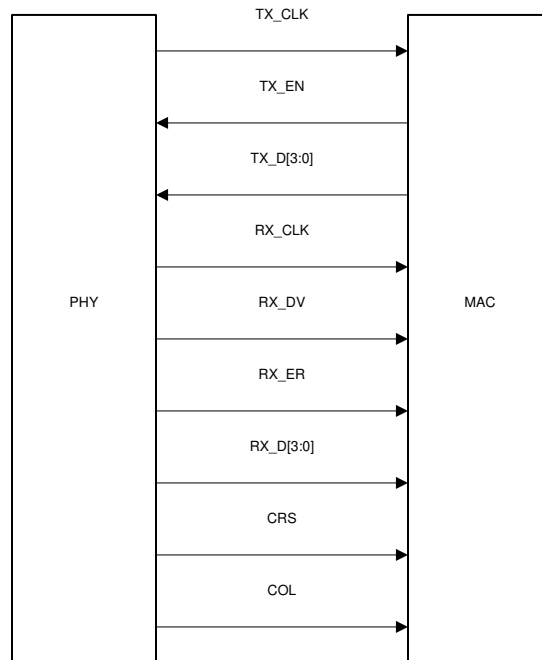 TX_CLK
TX_EN
TX_D[3:0]
RX_CLK
PHY
RX_DV
MAC
RX_ER
RX_D[3:0]
CRS
COL